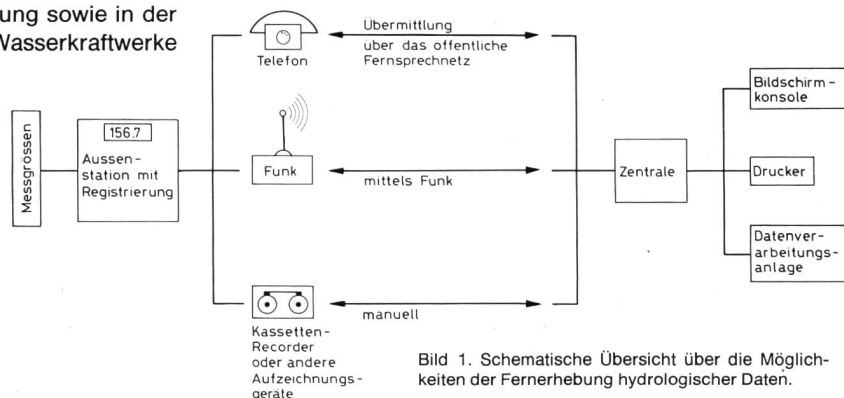 ung sowie in der
Wasserkraftwerke
Messgrössen
156.7
Aussen-
station mit
Registrierung
Telefon
Übermittlung
über das öffentliche
Fernsprechnetz
Funk
mittels Funk
Kassetten-
Recorder
oder andere
Aufzeichnungs-
geräte
manuell
Zentrale
Bildschirm-
konsole
Drucker
Datenver-
arbeitungs-
anlage
Bild 1. Schematische Übersicht über die Möglich-
keiten der Fernerhebung hydrologischer Daten.